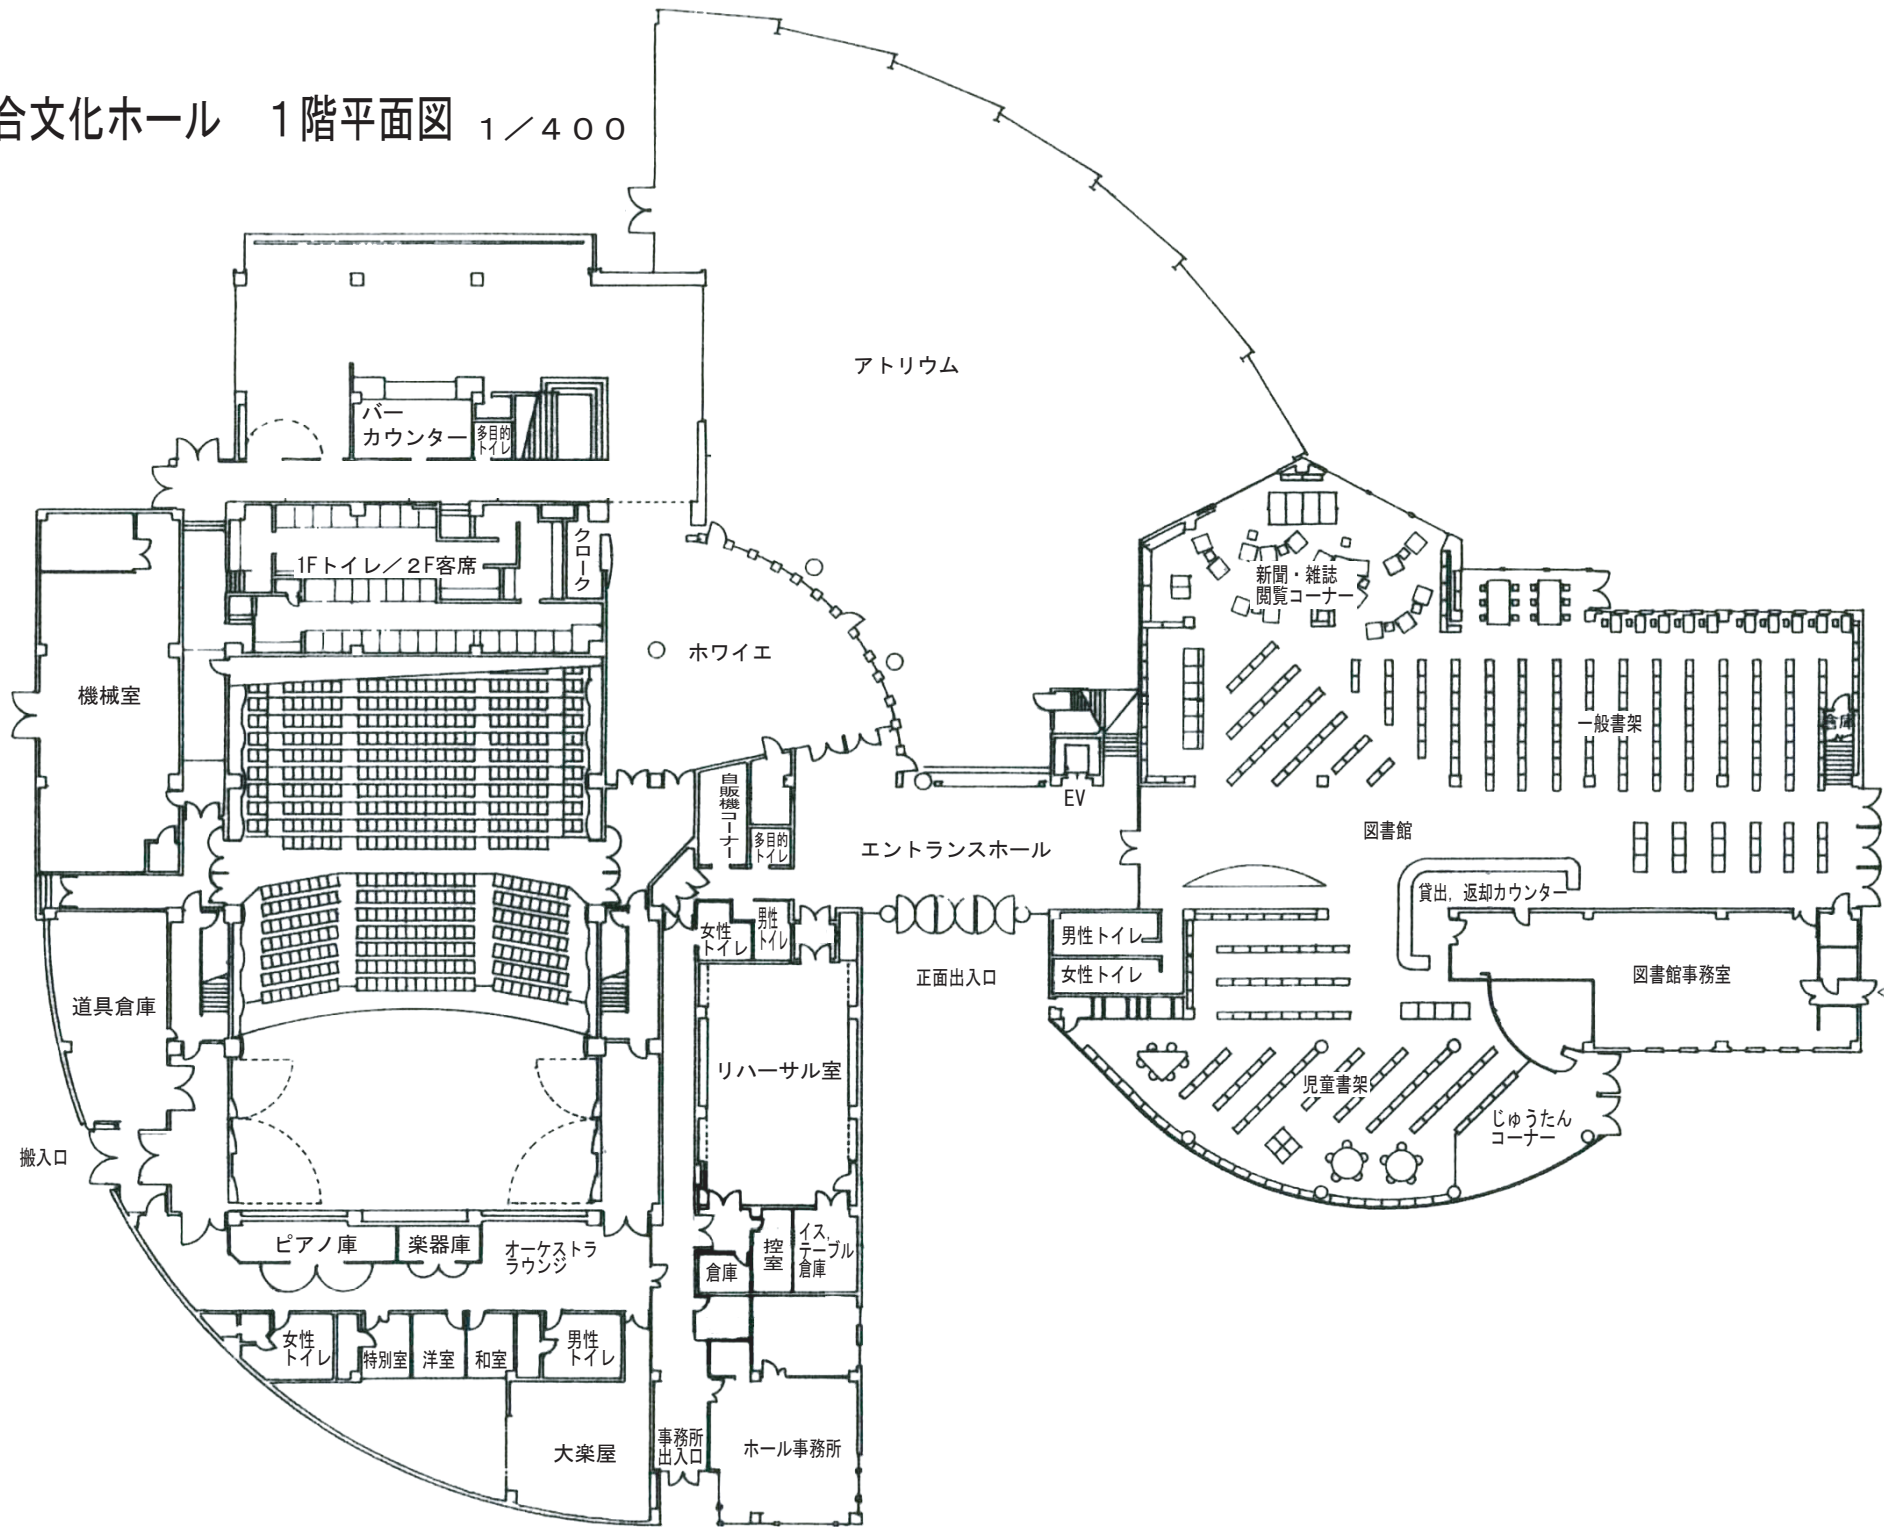 合文化ホール　1階平面図 1/400
アトリウム
バー
カウンター
多目的
トイレ
1Fトイレ/2F客席
クローク
新聞・雑誌
閲覧コーナー
ホワイエ
機械室
一般書架
倉庫
自販機コーナー
EV
図書館
多目的
トイレ
エントランスホール
貸出,返却カウンター
女性
トイレ
男性
トイレ
男性トイレ
女性トイレ
正面出入口
図書館事務室
道具倉庫
リハーサル室
児童書架
じゅうたん
コーナー
搬入口
ピアノ庫
楽器庫
オーケストラ
ラウンジ
倉庫
控室
イス,
テーブル
倉庫
女性
トイレ
特別室
洋室
和室
男性
トイレ
大楽屋
事務所
出入口
ホール事務所